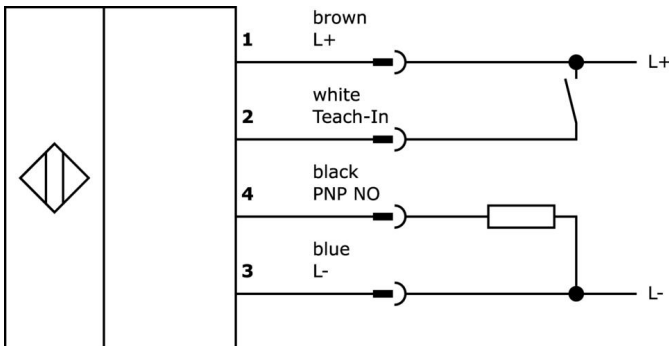 brown
1 L+ L+
white
2 Teach-In
black
4 PNP NO
blue
3 L- L-